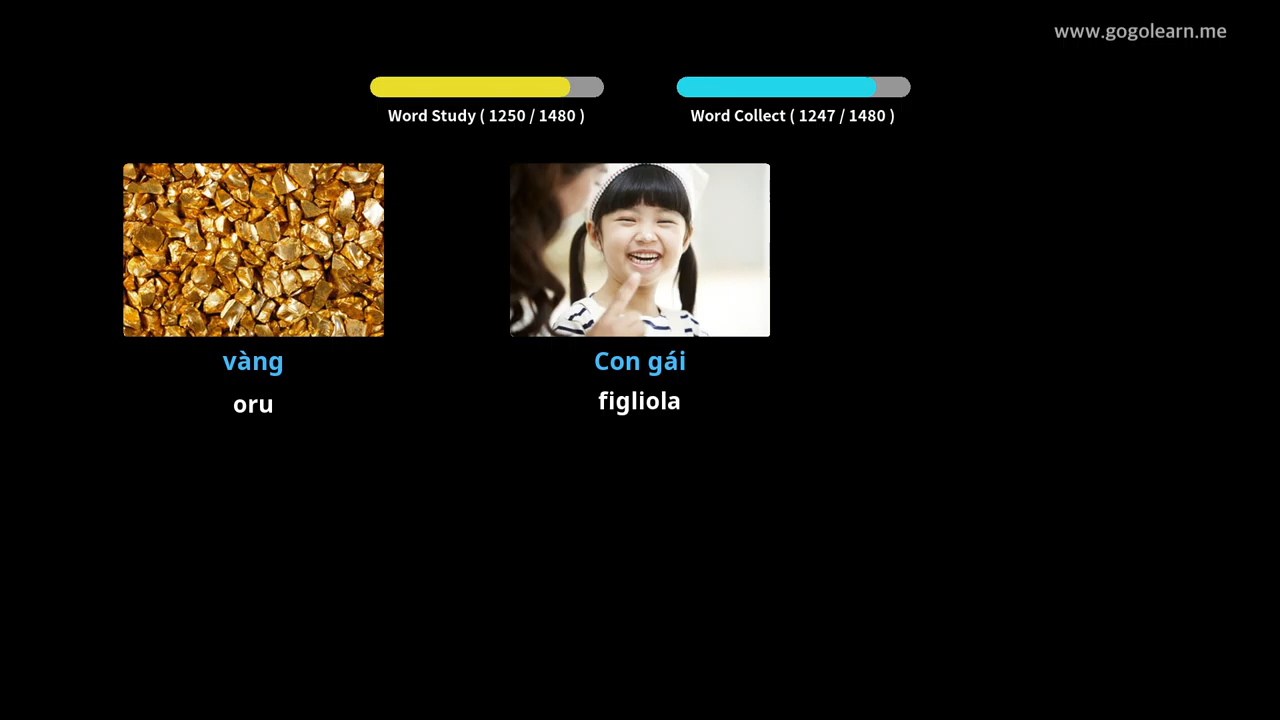 www.gogolearn.me
Word Study ( 1250 / 1480 )
Word Collect ( 1247 / 1480 )
vàng
oru
Con gái
figliola